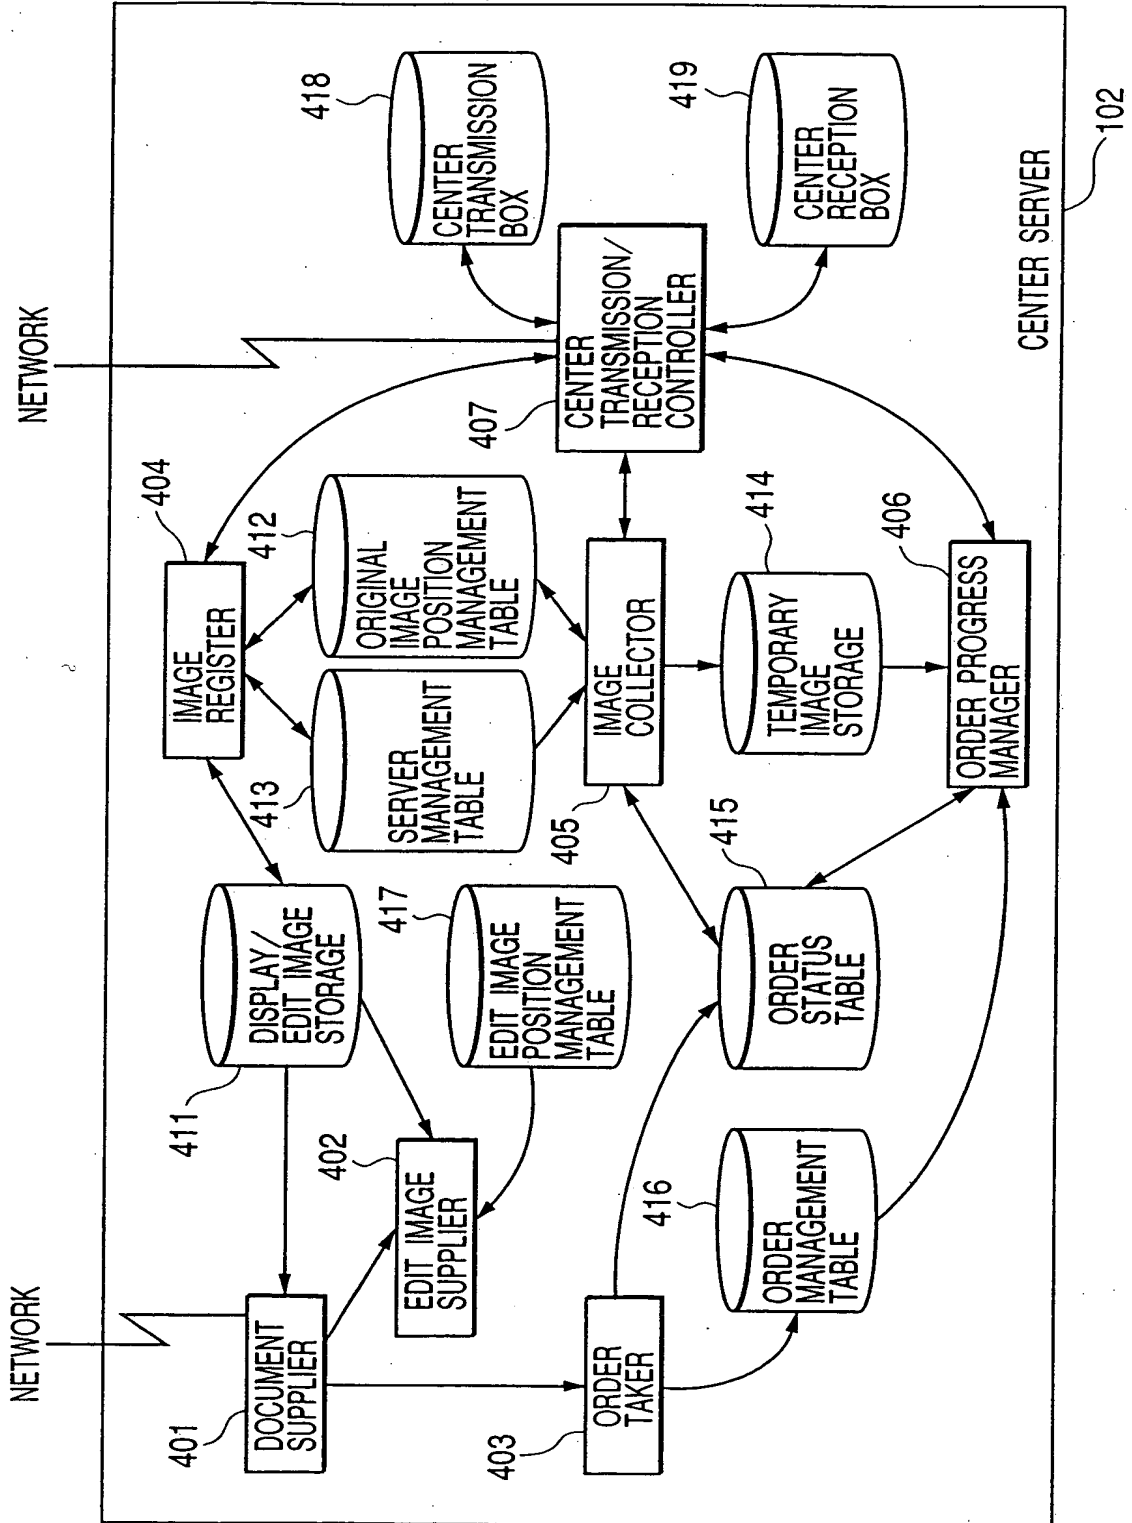 NETWORK
NETWORK
401
DOCUMENT
SUPPLIER
411
DISPLAY/
EDIT IMAGE
STORAGE
404
IMAGE
REGISTER
402
EDIT IMAGE
SUPPLIER
417
EDIT IMAGE
POSITION
MANAGEMENT
TABLE
413
SERVER
MANAGEMENT
TABLE
412
ORIGINAL
IMAGE
POSITION
MANAGEMENT
TABLE
418
CENTER
TRANSMISSION
BOX
403
ORDER
TAKER
405
IMAGE
COLLECTOR
407
CENTER
TRANSMISSION/
RECEPTION
CONTROLLER
416
ORDER
MANAGEMENT
TABLE
415
ORDER
STATUS
TABLE
414
TEMPORARY
IMAGE
STORAGE
419
CENTER
RECEPTION
BOX
406
ORDER PROGRESS
MANAGER
CENTER SERVER
102